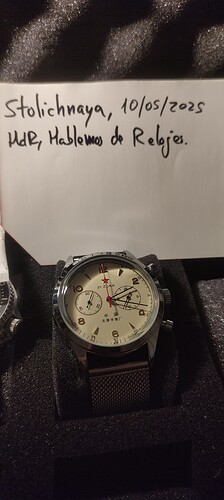 Stolichnaya, 10/05/2025
HdR, Hablemos de Relojes.